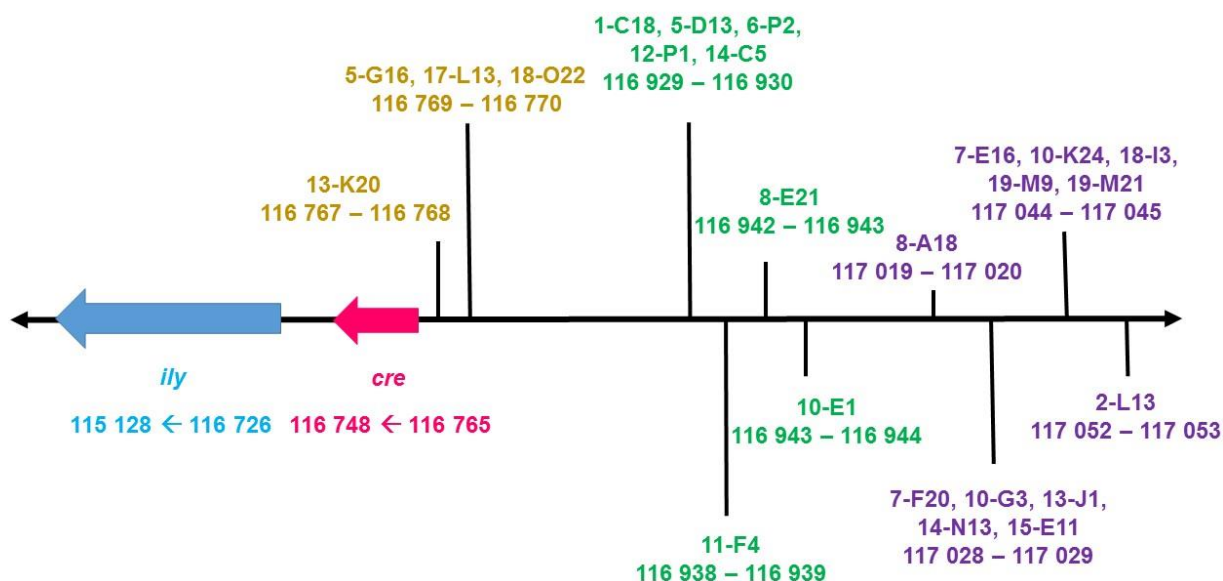 1-C18, 5-D13, 6-P2,
12-P1, 14-C5
116 929 – 116 930
5-G16, 17-L13, 18-O22
116 769 – 116 770
7-E16, 10-K24, 18-I3,
19-M9, 19-M21
117 044 – 117 045
13-K20
116 767 – 116 768
8-E21
116 942 – 116 943
8-A18
117 019 – 117 020
ily
115 128 ← 116 726
cre
116 748 ← 116 765
10-E1
116 943 – 116 944
2-L13
117 052 – 117 053
11-F4
116 938 – 116 939
7-F20, 10-G3, 13-J1,
14-N13, 15-E11
117 028 – 117 029